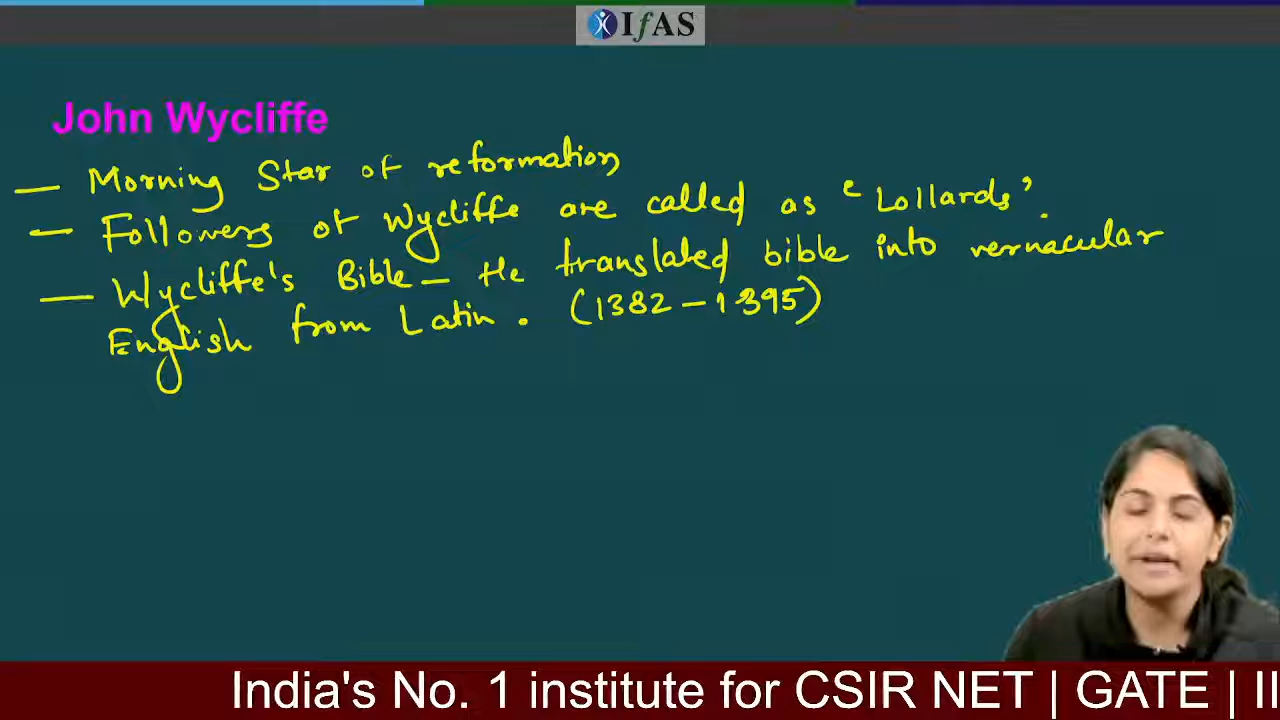 IfAS
John Wycliffe
— Morning Star of reformation
— Followers of Wycliffe are called as ‘Lollards’.
— Wycliffe's Bible — He translated bible into vernacular
English from Latin. (1382 – 1395)
India's No. 1 institute for CSIR NET | GATE | II